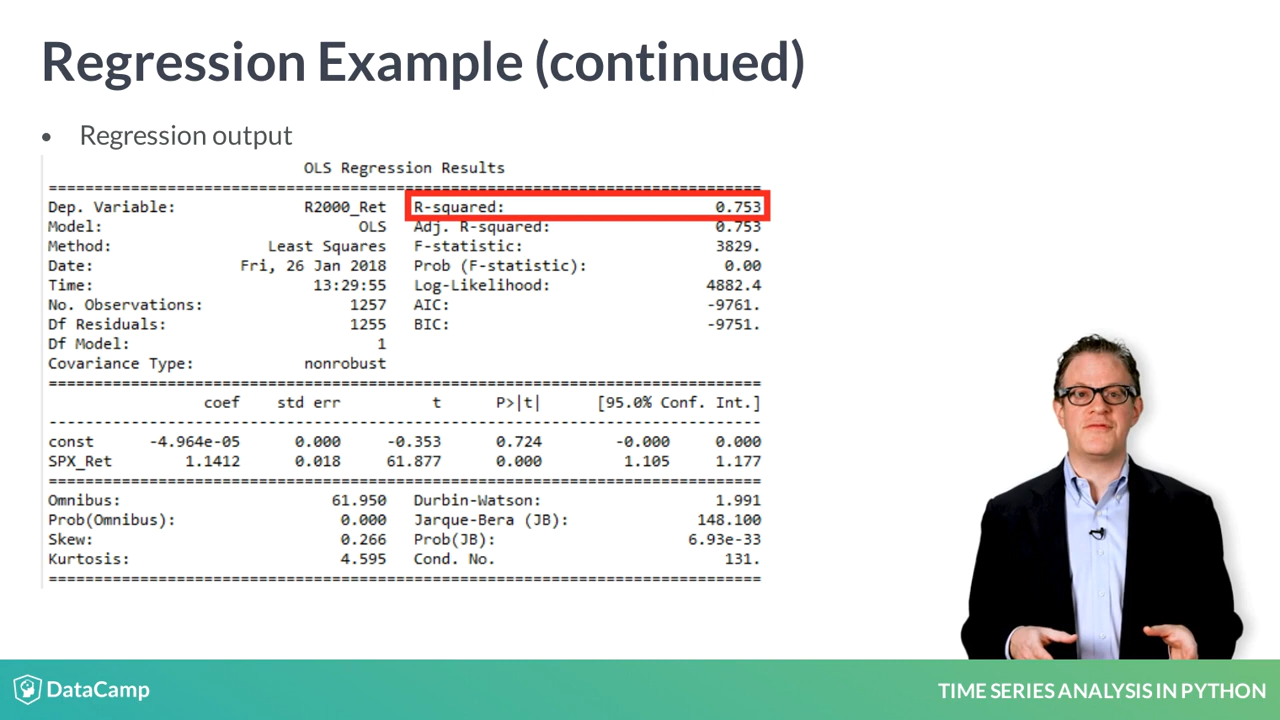 Regression Example (continued)
• Regression output
OLS Regression Results
==============================================================================
Dep. Variable: R2000_Ret R-squared: 0.753
Model: OLS Adj. R-squared: 0.753
Method: Least Squares F-statistic: 3829.
Date: Fri, 26 Jan 2018 Prob (F-statistic): 0.00
Time: 13:29:55 Log-Likelihood: 4882.4
No. Observations: 1257 AIC: -9761.
Df Residuals: 1255 BIC: -9751.
Df Model: 1
Covariance Type: nonrobust
==============================================================================
coef std err t P>|t| [95.0% Conf. Int.]
------------------------------------------------------------------------------
const -4.964e-05 0.000 -0.353 0.724 -0.000 0.000
SPX_Ret 1.1412 0.018 61.877 0.000 1.105 1.177
==============================================================================
Omnibus: 61.950 Durbin-Watson: 1.991
Prob(Omnibus): 0.000 Jarque-Bera (JB): 148.100
Skew: 0.266 Prob(JB): 6.93e-33
Kurtosis: 4.595 Cond. No. 131.
==============================================================================
DataCamp
TIME SERIES ANALYSIS IN PYTHON